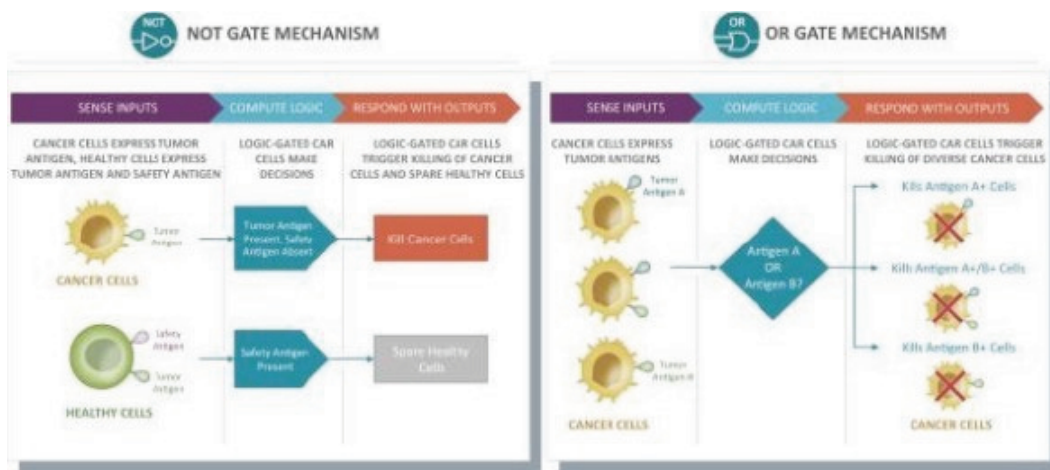 NOT
NOT GATE MECHANISM
SENSE INPUTS
COMPUTE LOGIC
RESPOND WITH OUTPUTS
CANCER CELLS EXPRESS TUMOR
ANTIGEN, HEALTHY CELLS EXPRESS
TUMOR ANTIGEN AND SAFETY ANTIGEN
LOGIC-GATED CAR
CELLS MAKE
DECISIONS
LOGIC-GATED CAR CELLS
TRIGGER KILLING OF CANCER
CELLS AND SPARE HEALTHY CELLS
Tumor
Antigen
CANCER CELLS
Tumor Antigen
Present, Safety
Antigen Absent
Kill Cancer Cells
Safety
Antigen
Tumor
Antigen
HEALTHY CELLS
Safety Antigen
Present
Spare Healthy
Cells
OR
OR GATE MECHANISM
SENSE INPUTS
COMPUTE LOGIC
RESPOND WITH OUTPUTS
CANCER CELLS EXPRESS
TUMOR ANTIGENS
LOGIC-GATED CAR CELLS
MAKE DECISIONS
LOGIC-GATED CAR CELLS TRIGGER
KILLING OF DIVERSE CANCER CELLS
Tumor
Antigen A
Tumor
Antigen B
CANCER CELLS
Antigen A
OR
Antigen B?
Kills Antigen A+ Cells
Kills Antigen A+/B+ Cells
Kills Antigen B+ Cells
CANCER CELLS